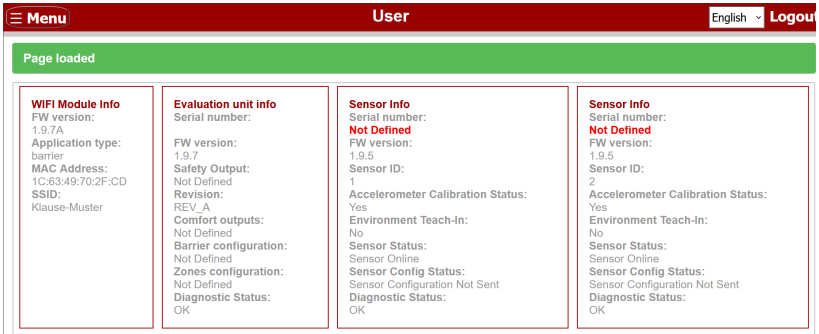 ☰ Menu
User
English
Logout
Page loaded
WIFI Module Info
FW version:
1.9.7A
Application type:
barrier
MAC Address:
1C:63:49:70:2F:CD
SSID:
Klause-Muster
Evaluation unit info
Serial number:
FW version:
1.9.7
Safety Output:
Not Defined
Revision:
REV_A
Comfort outputs:
Not Defined
Barrier configuration:
Not Defined
Zones configuration:
Not Defined
Diagnostic Status:
OK
Sensor Info
Serial number:
Not Defined
FW version:
1.9.5
Sensor ID:
1
Accelerometer Calibration Status:
Yes
Environment Teach-In:
No
Sensor Status:
Sensor Online
Sensor Config Status:
Sensor Configuration Not Sent
Diagnostic Status:
OK
Sensor Info
Serial number:
Not Defined
FW version:
1.9.5
Sensor ID:
2
Accelerometer Calibration Status:
Yes
Environment Teach-In:
No
Sensor Status:
Sensor Online
Sensor Config Status:
Sensor Configuration Not Sent
Diagnostic Status:
OK